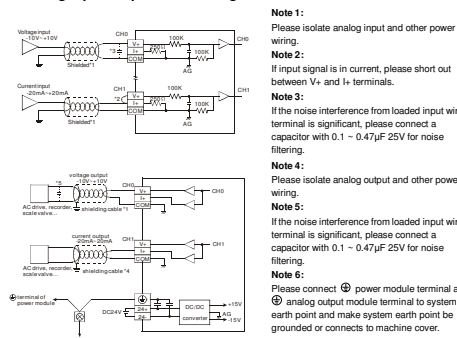 Voltage input
-10V~+10V
CH0
V+
I+
COM
*3
250Ω
100K
100K
CH0
AG
Shielded*1
Current input
-20mA~+20mA
CH1
V+
I+
COM
*2
250Ω
100K
100K
CH1
AG
Shielded*1
voltage output
-10V~+10V
*5
CH0
V+
I+
COM
CH0
AC drive, recorder,
scale valve...
shielding cable *1
current output
-20mA~20mA
CH1
V+
I+
COM
CH1
AC drive, recorder,
scale valve...
shielding cable *4
terminal of
power module
DC24V
24+
24-
DC/DC
converter
+15V
AG
-15V
Note 1:
Please isolate analog input and other power
wiring.
Note 2:
If input signal is in current, please short out
between V+ and I+ terminals.
Note 3:
If the noise interference from loaded input wir
terminal is significant, please connect a
capacitor with 0.1 ~ 0.47μF 25V for noise
filtering.
Note 4:
Please isolate analog output and other powe
wiring.
Note 5:
If the noise interference from loaded input wir
terminal is significant, please connect a
capacitor with 0.1 ~ 0.47μF 25V for noise
filtering.
Note 6:
Please connect ⏚ power module terminal a
⏚ analog output module terminal to system
earth point and make system earth point be
grounded or connects to machine cover.